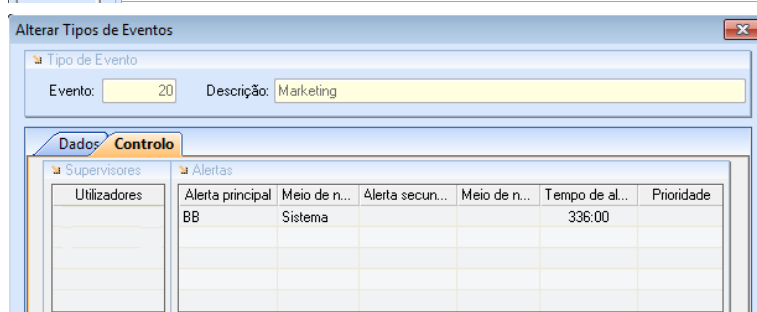 Alterar Tipos de Eventos
Tipo de Evento
Evento: 20 Descrição: Marketing
Dados Controlo
Supervisores Alertas
Utilizadores Alerta principal Meio de n... Alerta secun... Meio de n... Tempo de al... Prioridade
BB Sistema 336:00